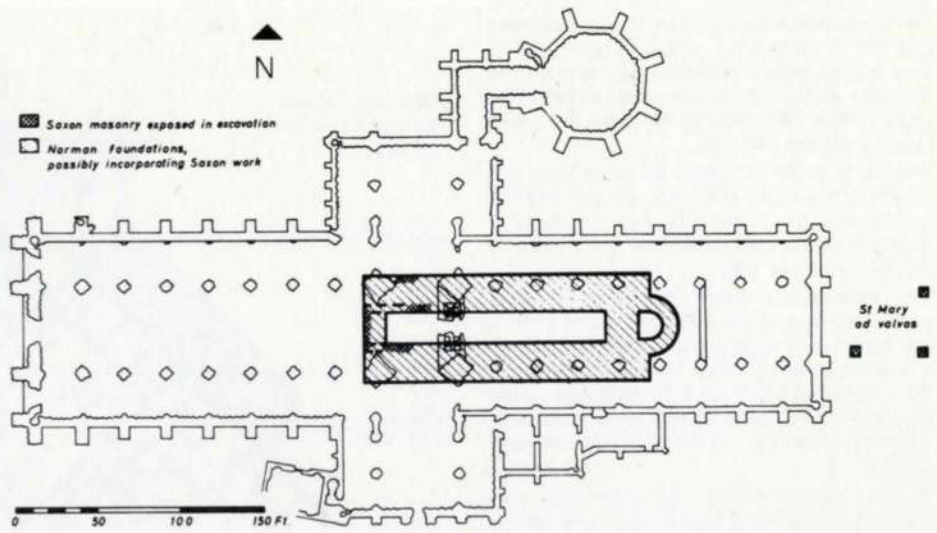 N
Saxon masonry exposed in excavation
Norman foundations,
possibly incorporating Saxon work
St Mary
ad valvas
0 50 100 150 Ft.